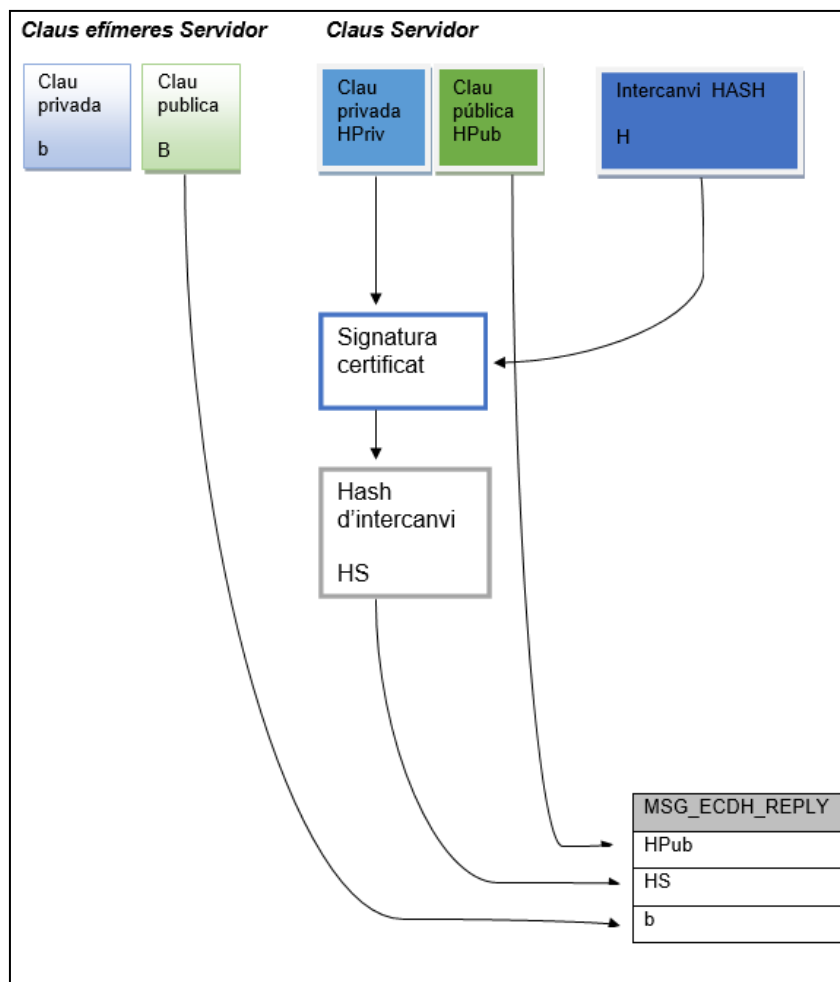 Claus efímeres Servidor
Claus Servidor
Clau
privada
b
Clau
publica
B
Clau
privada
HPriv
Clau
pública
HPub
Intercanvi HASH
H
Signatura
certificat
Hash
d'intercanvi
HS
MSG_ECDH_REPLY
HPub
HS
b